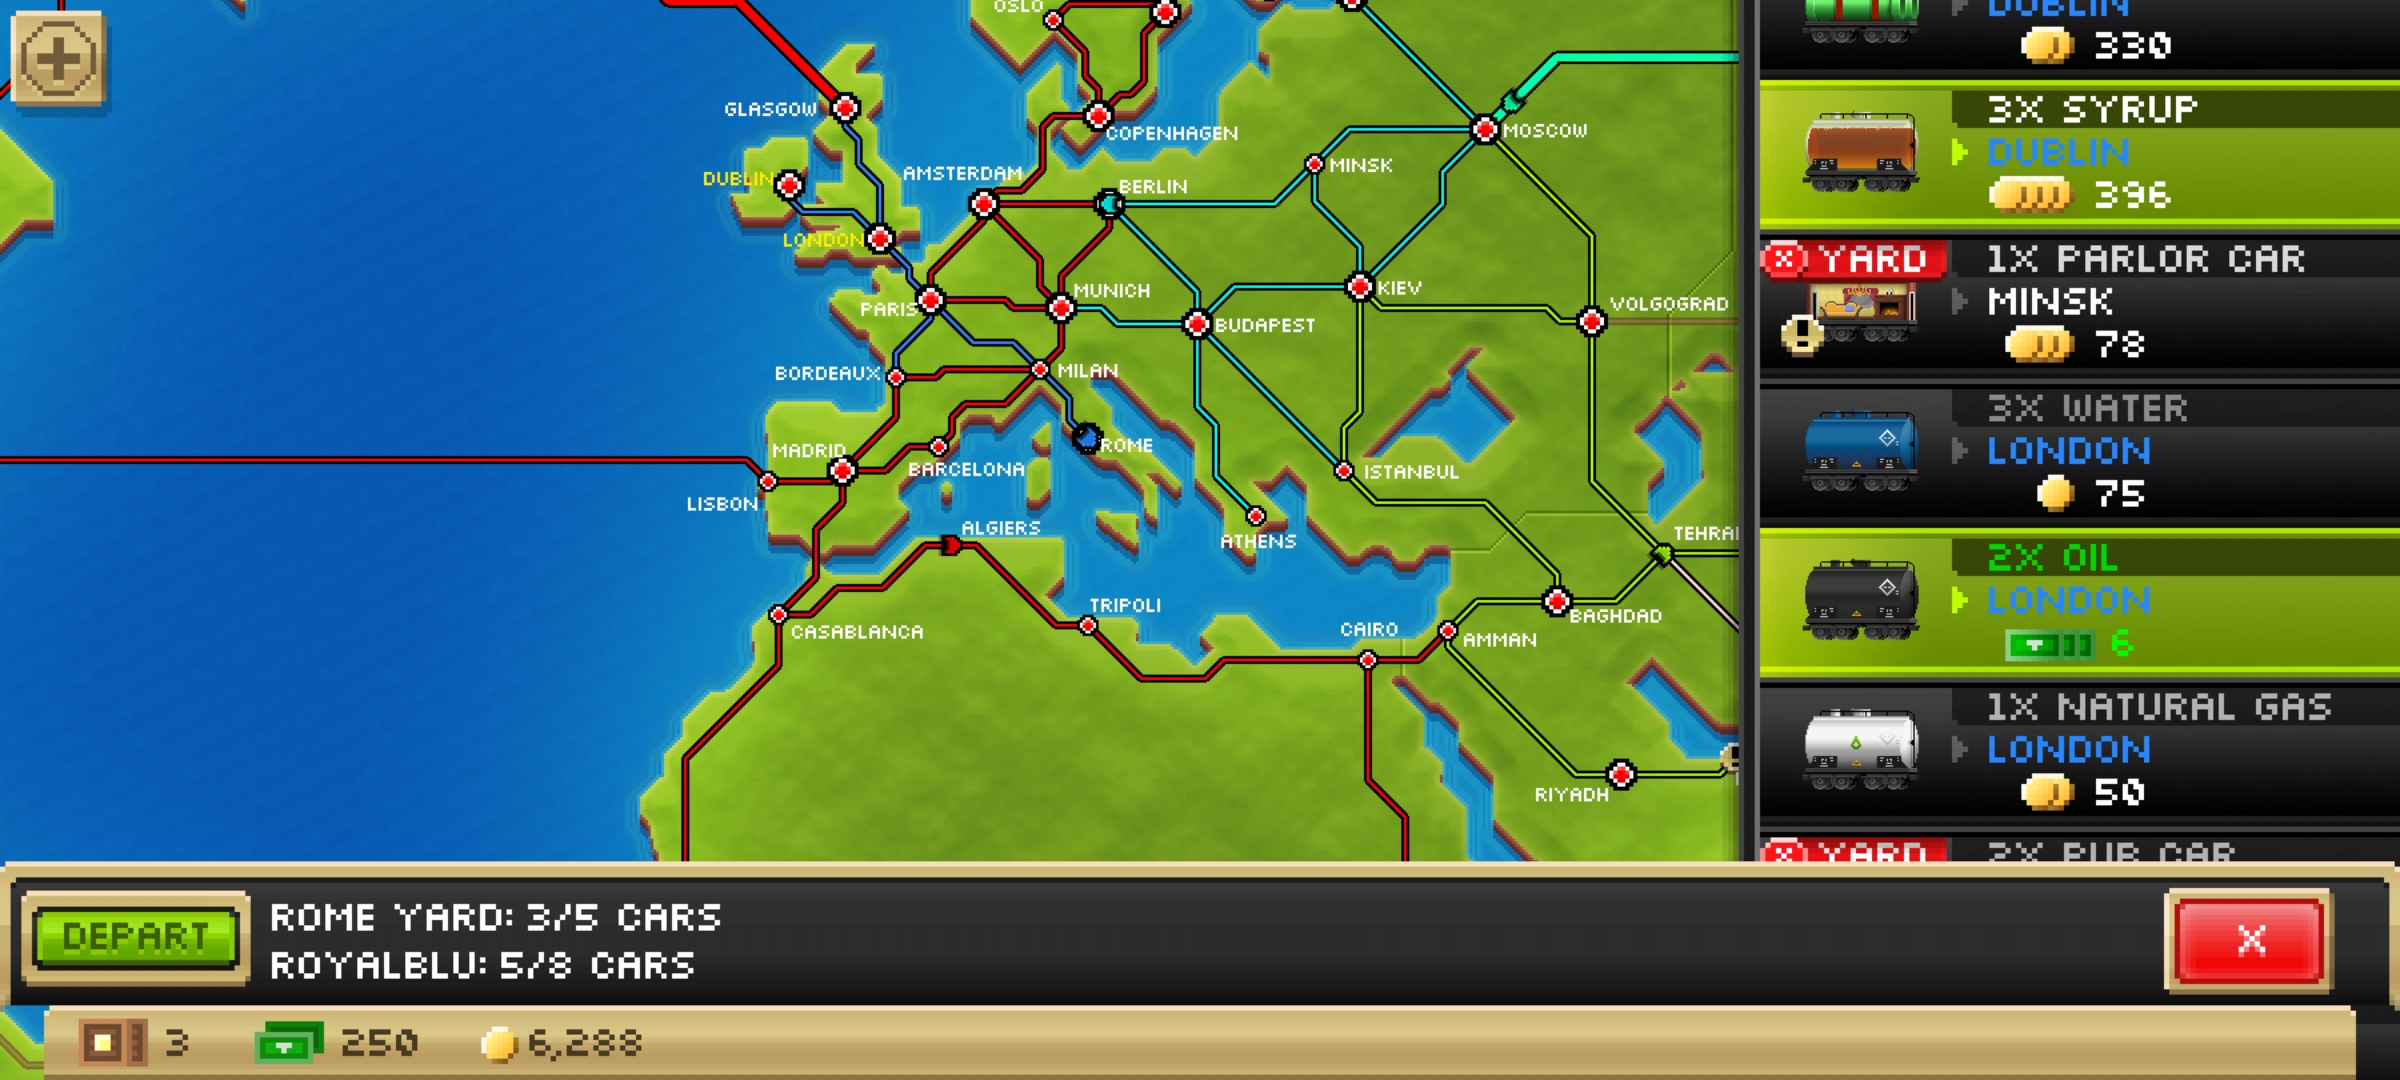 OSLO
GLASGOW
COPENHAGEN
MOSCOW
MINSK
AMSTERDAM
DUBLIN
BERLIN
LONDON
MUNICH
KIEV
VOLGOGRAD
PARIS
BUDAPEST
BORDEAUX
MILAN
MADRID
ROME
BARCELONA
ISTANBUL
LISBON
ALGIERS
ATHENS
TRIPOLI
CASABLANCA
CAIRO
BAGHDAD
AMMAN
RIYADH
DUBLIN
330
3X SYRUP
DUBLIN
396
X YARD
1X PARLOR CAR
MINSK
! 78
3X WATER
LONDON
75
2X OIL
LONDON
6
1X NATURAL GAS
LONDON
50
X YARD
2X PUB CAR
DEPART
ROME YARD: 3/5 CARS
ROYALBLU: 5/8 CARS
X
3
250
6,288